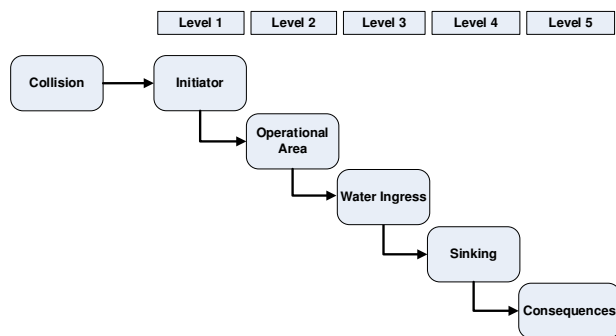 Level 1 Level 2 Level 3 Level 4 Level 5
Collision
Initiator
Operational
Area
Water Ingress
Sinking
Consequences